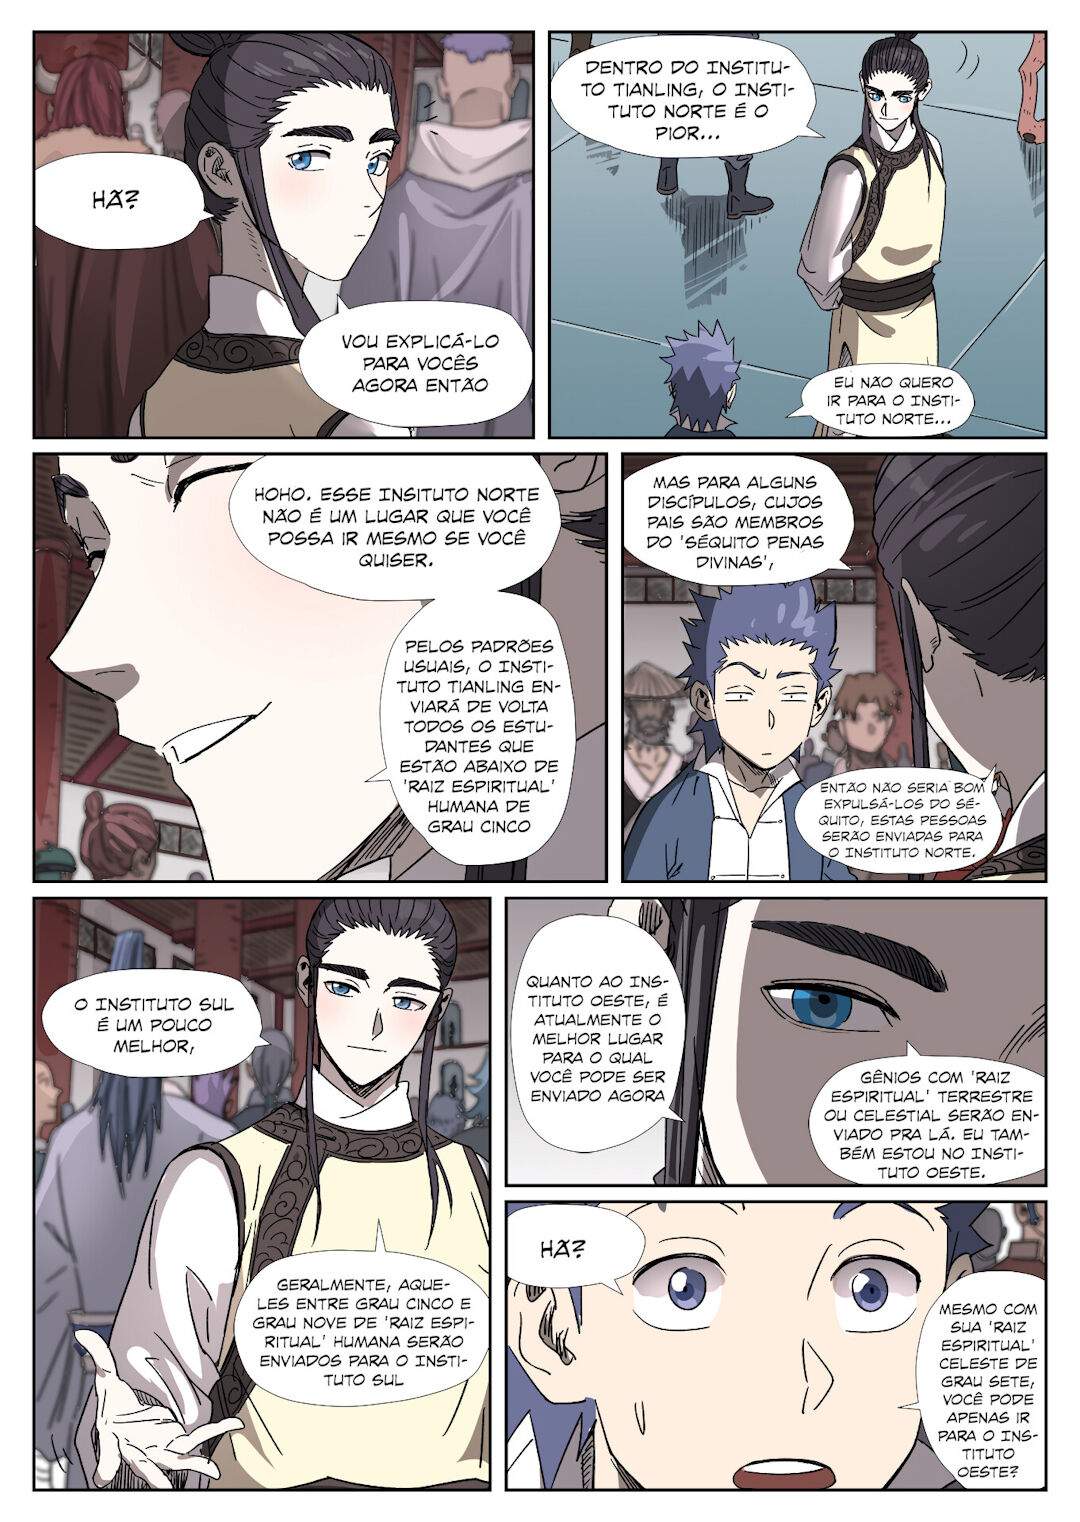 HÃ?
VOU EXPLICÁ-LO
PARA VOCÊS
AGORA ENTÃO
DENTRO DO INSTITU-
TO TIANLING, O INSTI-
TUTO NORTE É O
PIOR...
EU NÃO QUERO
IR PARA O INSTI-
TUTO NORTE...
HOHO. ESSE INSITUTO NORTE
NÃO É UM LUGAR QUE VOCÊ
POSSA IR MESMO SE VOCÊ
QUISER.
PELOS PADRÕES
USUAIS, O INSTI-
TUTO TIANLING EN-
VIARÁ DE VOLTA
TODOS OS ESTU-
DANTES QUE
ESTÃO ABAIXO DE
'RAIZ ESPIRITUAL'
HUMANA DE
GRAU CINCO
MAS PARA ALGUNS
DISCÍPULOS, CUJOS
PAIS SÃO MEMBROS
DO 'SÉQUITO PENAS
DIVINAS',
ENTÃO NÃO SERIA BOM
EXPULSÁ-LOS DO SÉ-
QUITO; ESTAS PESSOAS
SERÃO ENVIADAS PARA
O INSTITUTO NORTE.
O INSTITUTO SUL
É UM POUCO
MELHOR,
GERALMENTE, AQUE-
LES ENTRE GRAU CINCO E
GRAU NOVE DE 'RAIZ ESPI-
RITUAL' HUMANA SERÃO
ENVIADOS PARA O INSTI-
TUTO SUL
QUANTO AO INS-
TITUTO OESTE, É
ATUALMENTE O
MELHOR LUGAR
PARA O QUAL
VOCÊ PODE SER
ENVIADO AGORA
GÊNIOS COM 'RAIZ
ESPIRITUAL' TERRESTRE
OU CELESTIAL SERÃO EN-
VIADO PRA LÁ. EU TAM-
BÉM ESTOU NO INSTI-
TUTO OESTE.
HÃ?
MESMO COM
SUA 'RAIZ
ESPIRITUAL'
CELESTE DE
GRAU SETE,
VOCÊ PODE
APENAS IR
PARA O INS-
TITUTO
OESTE?